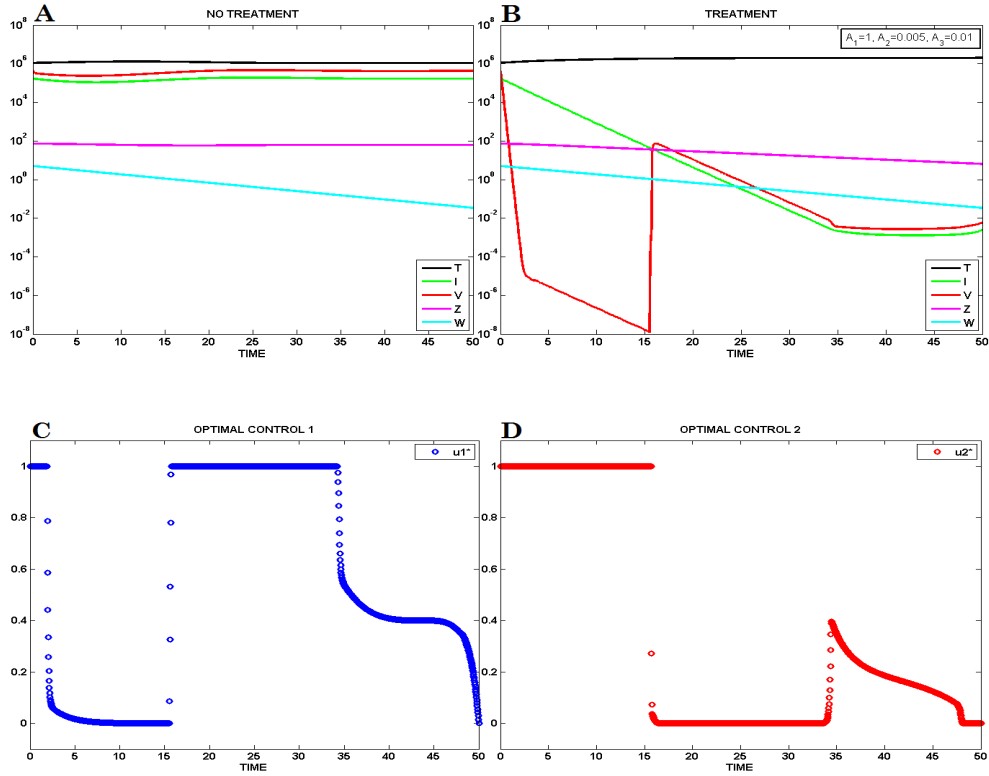 A
NO TREATMENT
10^8
10^6
10^4
10^2
10^0
10^-2
10^-4
10^-6
10^-8
0 5 10 15 20 25 30 35 40 45 50
TIME
T
I
V
Z
W
B
TREATMENT
A_1=1, A_2=0.005, A_3=0.01
10^8
10^6
10^4
10^2
10^0
10^-2
10^-4
10^-6
10^-8
0 5 10 15 20 25 30 35 40 45 50
TIME
T
I
V
Z
W
C
OPTIMAL CONTROL 1
u1*
1
0.8
0.6
0.4
0.2
0
0 5 10 15 20 25 30 35 40 45 50
TIME
D
OPTIMAL CONTROL 2
u2*
1
0.8
0.6
0.4
0.2
0
0 5 10 15 20 25 30 35 40 45 50
TIME